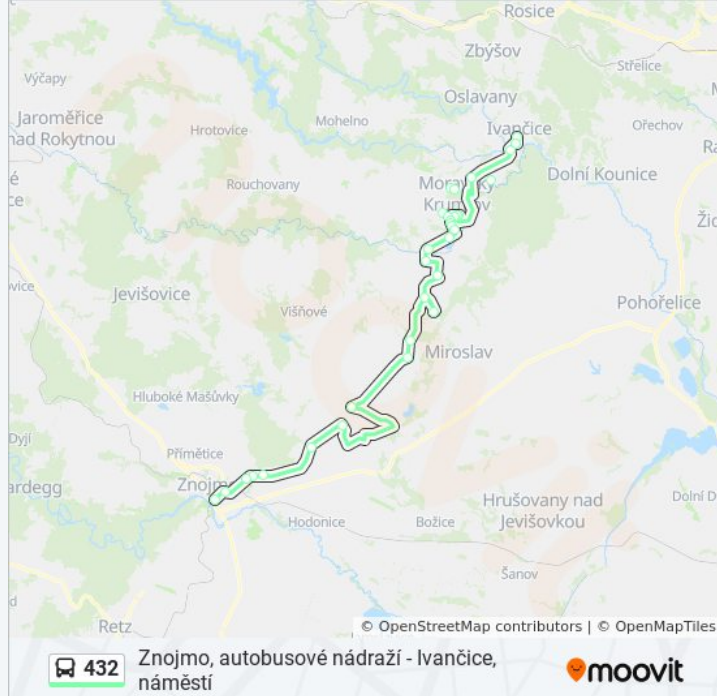 Rosice
Zbýšov
Střelice
Výčapy
Oslavany
Jaroměřice
nad Rokytnou
Mohelno
Hrotovice
Ivančice
Ořechov
Dolní Kounice
Rouchovany
Moravský
Krumlov
Jevišovice
Višňové
Pohořelice
Miroslav
Hluboké Mašůvky
Přímětice
Znojmo
Hodonice
Božice
Hrušovany nad
Jevišovkou
Šanov
Retz
© OpenStreetMap contributors | © OpenMapTiles
432
Znojmo, autobusové nádraží - Ivančice,
náměstí
moovit